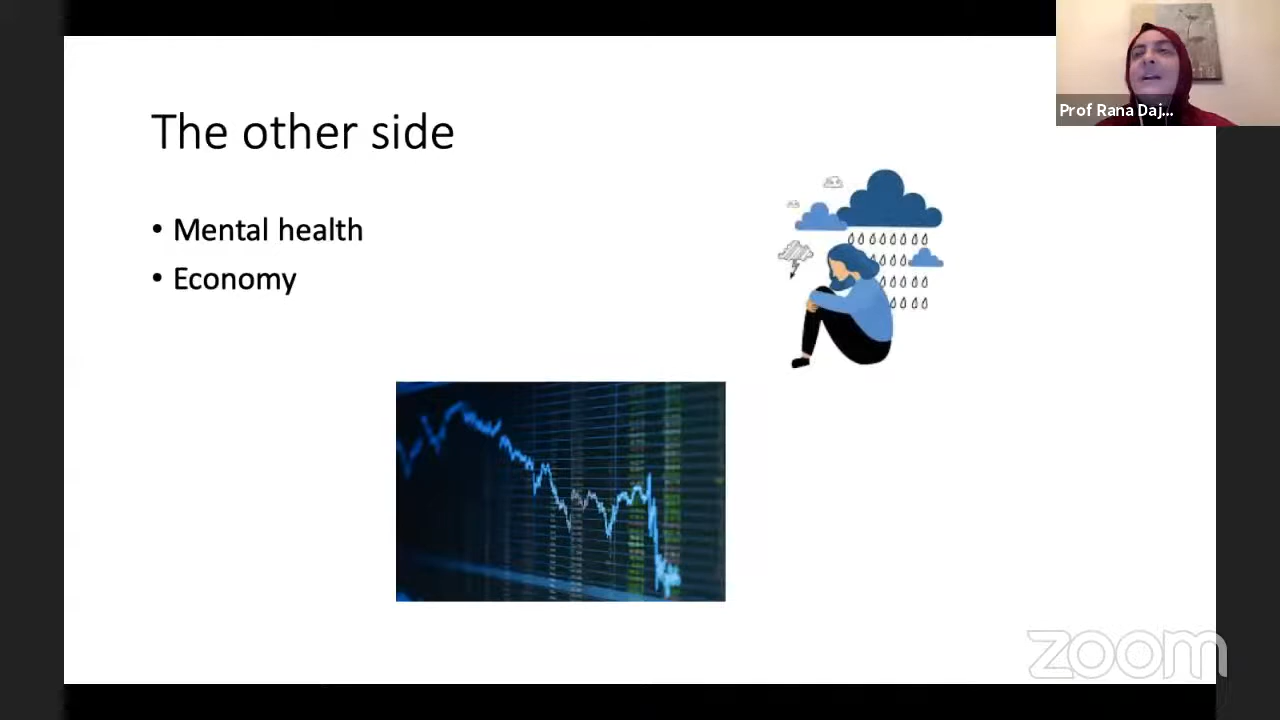 Prof Rana Daj...
The other side
• Mental health
• Economy
zoom